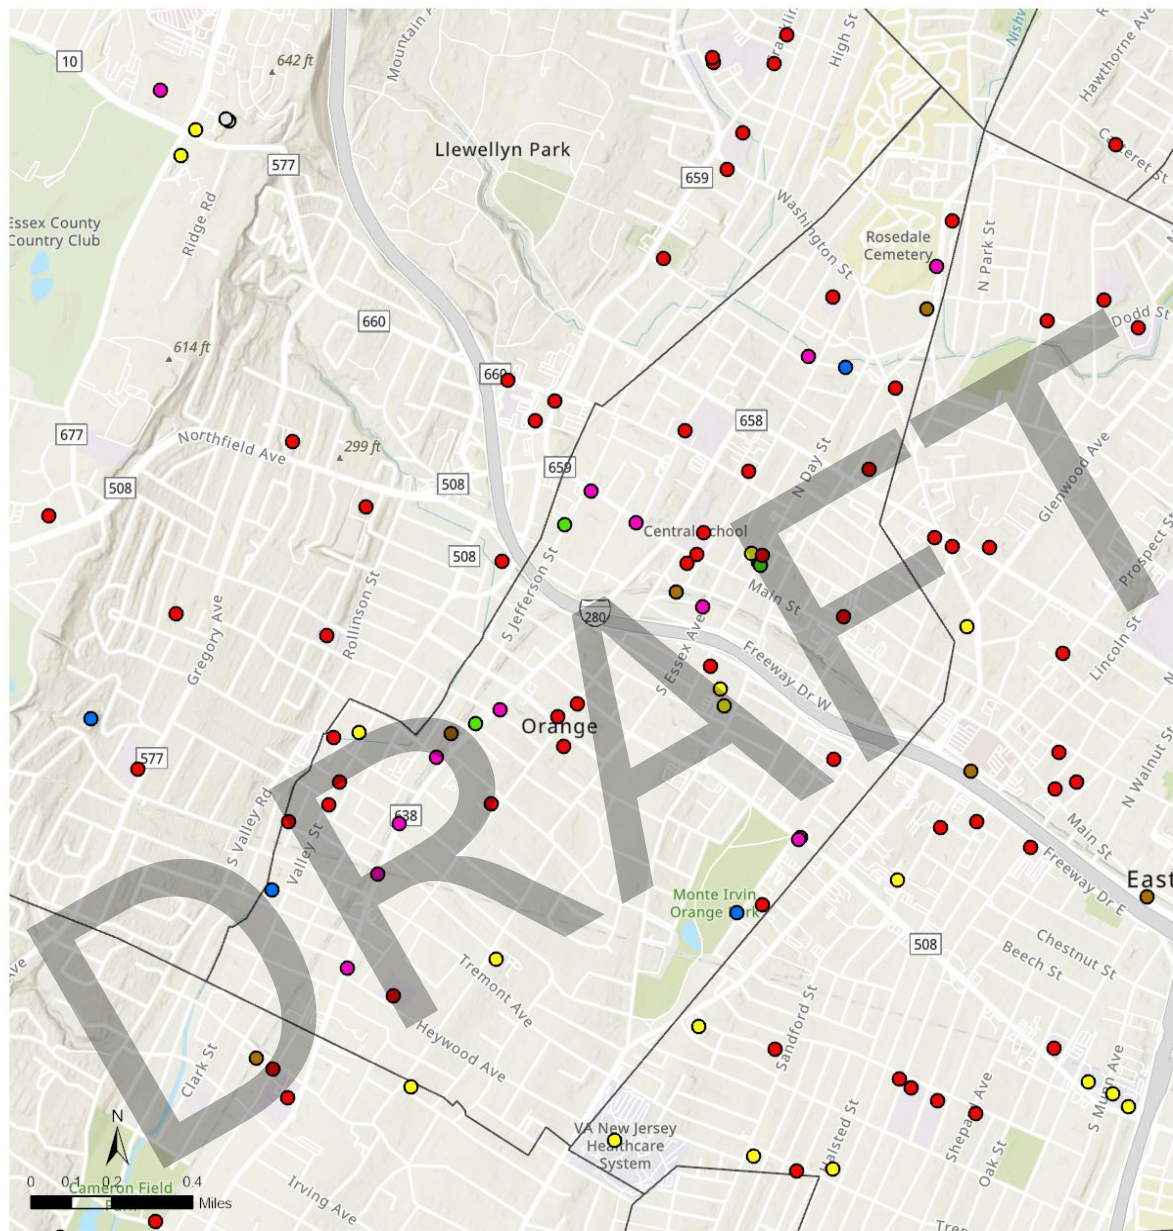 10
642 ft
Mountain
High St
Hawthorne Ave
Llewellyn Park
577
659
Carteret St
Essex County
Country Club
Ridge Rd
Washington St
Rosedale
Cemetery
N Park St
660
Dodd St
614 ft
660
677
Northfield Ave
299 ft
658
508
508
659
N Day St
Glenwood Ave
Central School
508
S Jefferson St
Prospect St
Main St
280
Gregory Ave
Rollinson St
S Essex Ave
Freeway Dr W
Lincoln St
Orange
577
N Walnut St
S Valley Rd
Valley St
638
Main St
Freeway Dr E
East
Monte Irvin
Orange Park
508
Chestnut St
Beech St
Tremont Ave
Sandford St
Heywood Ave
Clark St
S Munn Ave
Shepard Ave
Halsted St
Oak St
VA New Jersey
Healthcare
System
N
Cameron Field
Park
0 0.1 0.2 0.4
Miles
Irving Ave
DRAFT